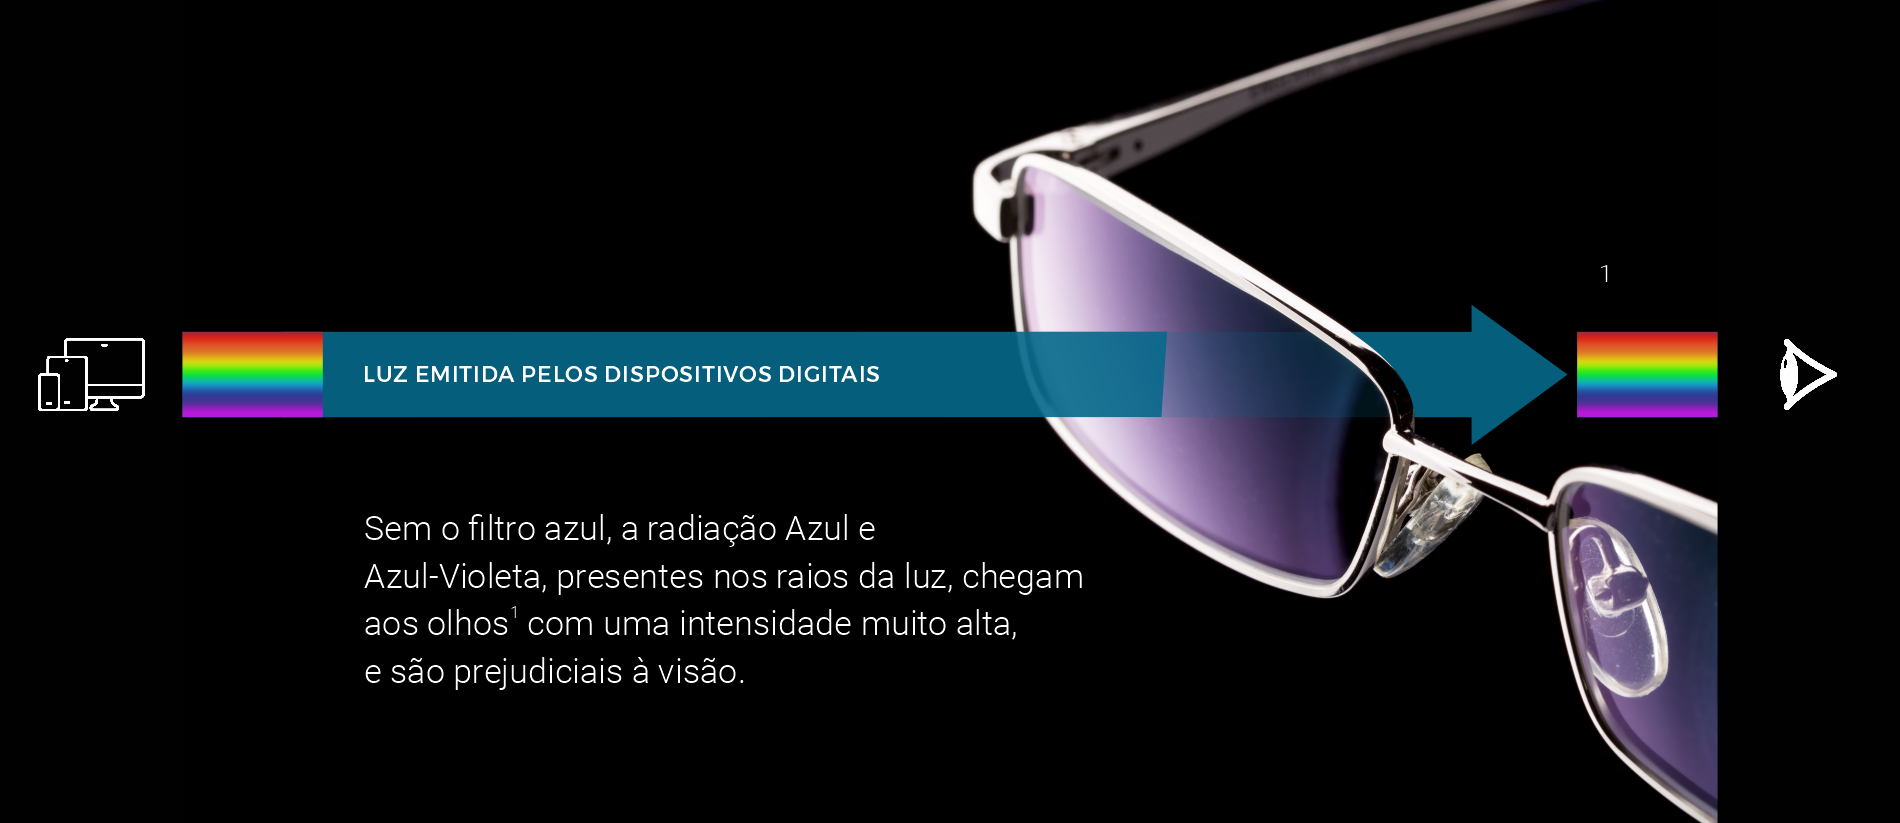 1
LUZ EMITIDA PELOS DISPOSITIVOS DIGITAIS
Sem o filtro azul, a radiação Azul e
Azul-Violeta, presentes nos raios da luz, chegam
aos olhos¹ com uma intensidade muito alta,
e são prejudiciais à visão.